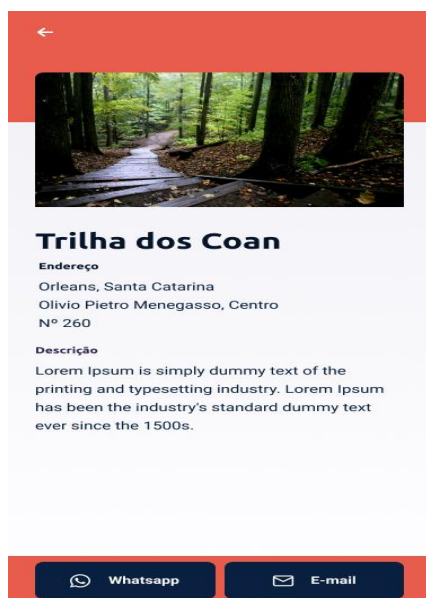 Trilha dos Coan
Endereço
Orleans, Santa Catarina
Olivio Pietro Menegasso, Centro
Nº 260
Descrição
Lorem Ipsum is simply dummy text of the
printing and typesetting industry. Lorem Ipsum
has been the industry's standard dummy text
ever since the 1500s.
Whatsapp
E-mail